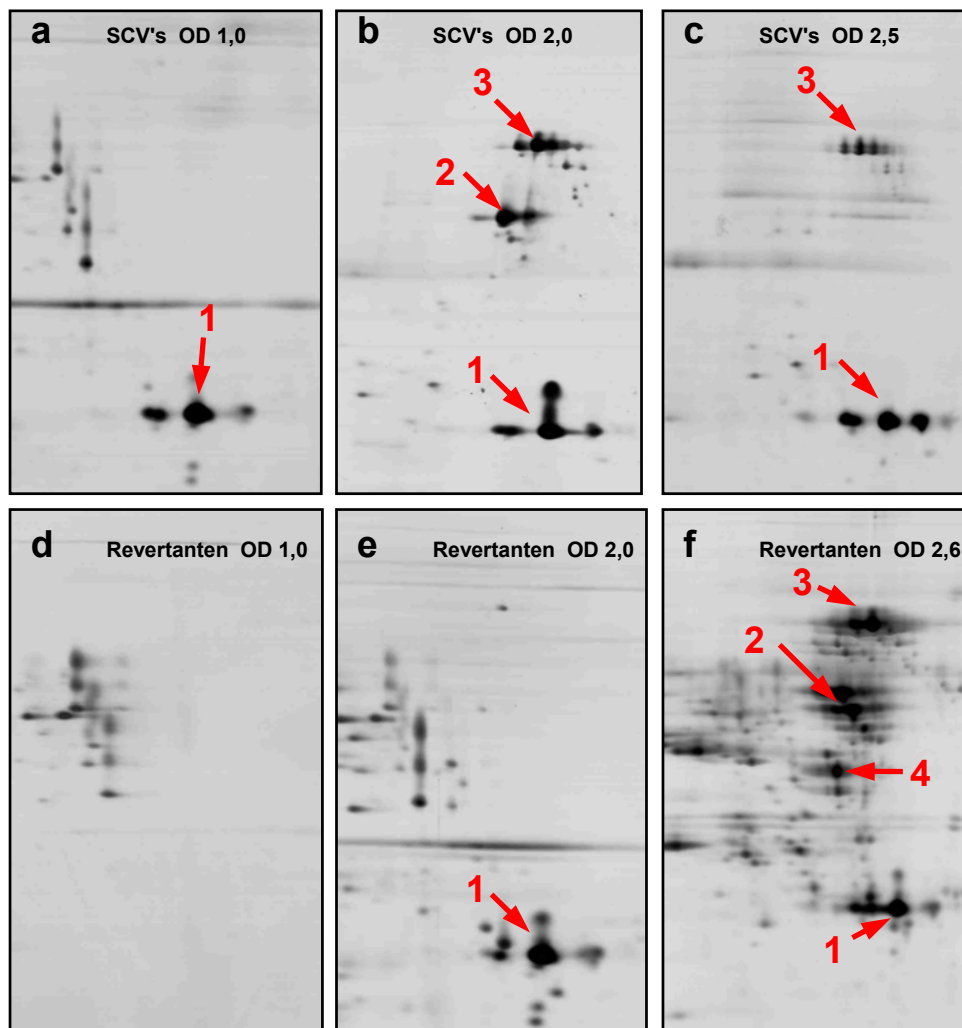 a SCV's OD 1,0
1
b SCV's OD 2,0
3
2
1
c SCV's OD 2,5
3
1
d Revertanten OD 1,0
e Revertanten OD 2,0
1
f Revertanten OD 2,6
3
2
4
1